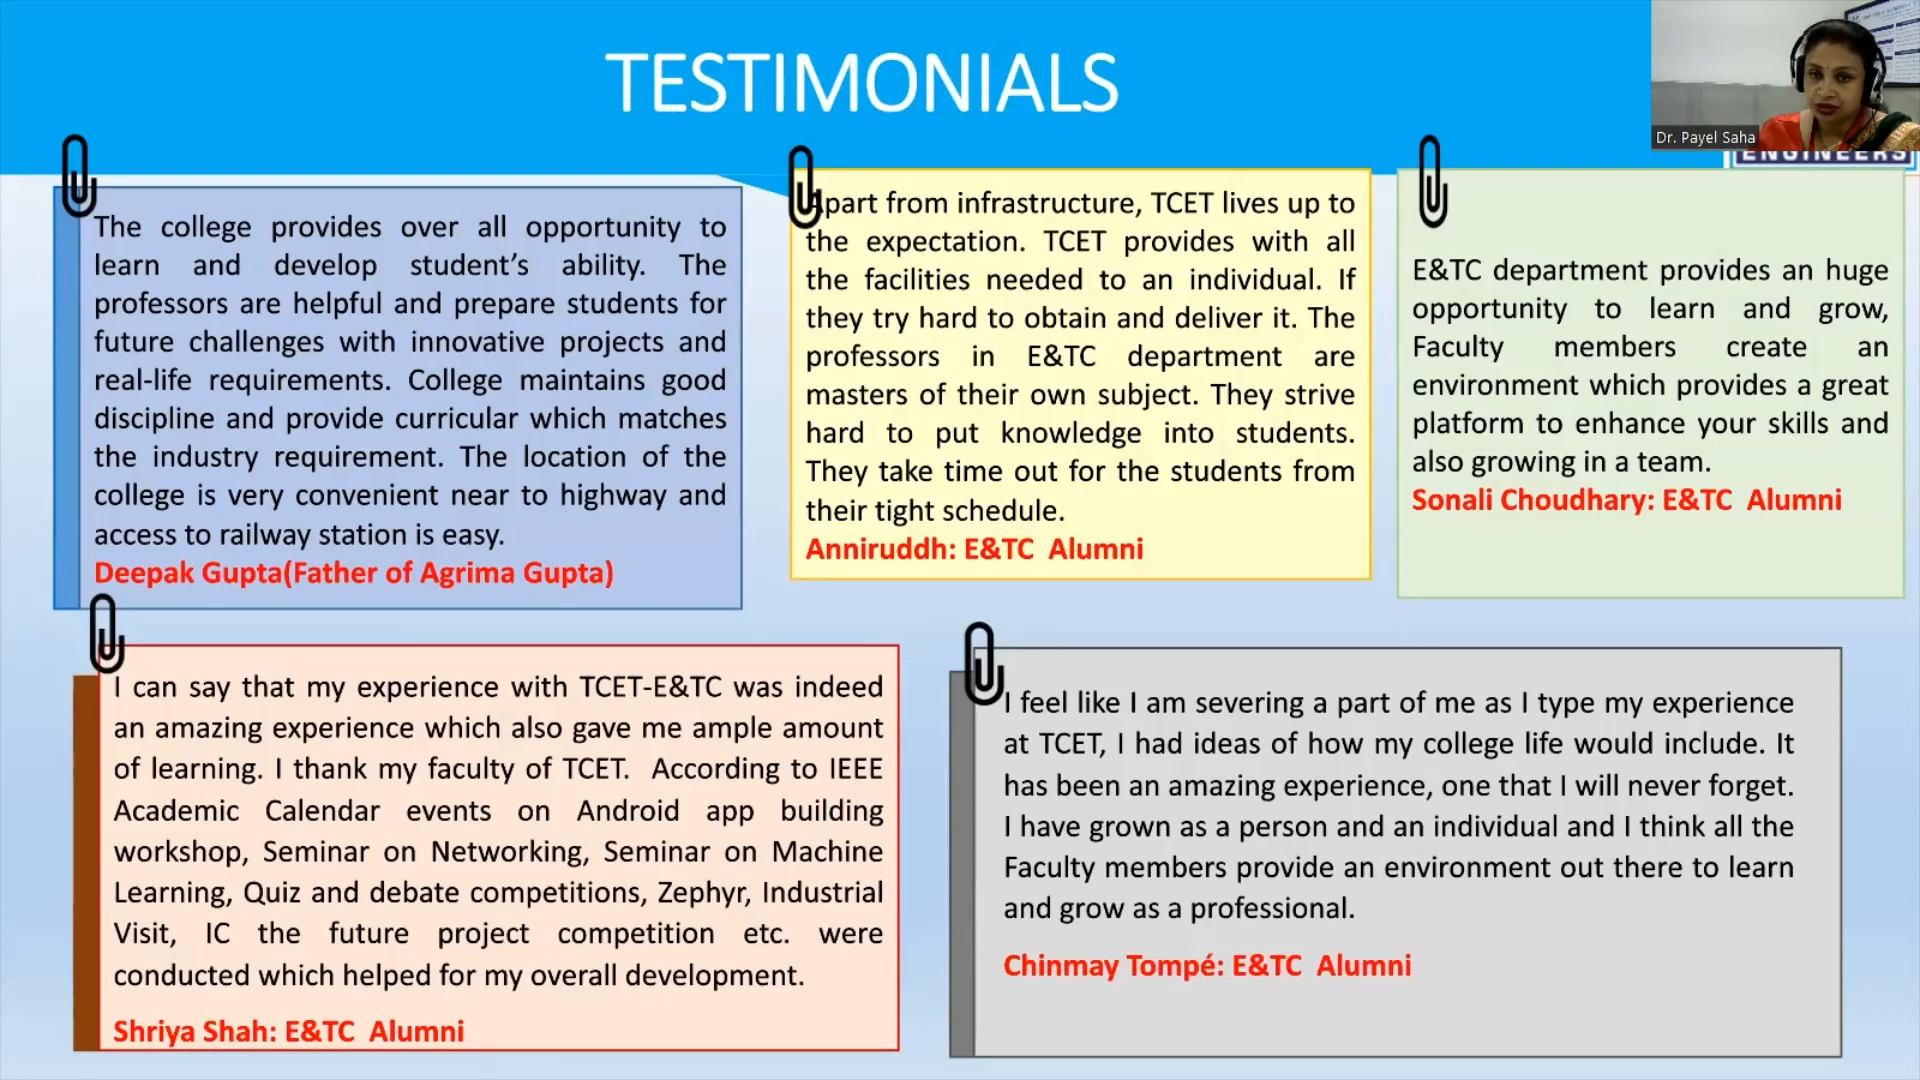 TESTIMONIALS
Dr. Payel Saha
ENGINEERS
The college provides over all opportunity to
learn and develop student’s ability. The
professors are helpful and prepare students for
future challenges with innovative projects and
real-life requirements. College maintains good
discipline and provide curricular which matches
the industry requirement. The location of the
college is very convenient near to highway and
access to railway station is easy.
Deepak Gupta(Father of Agrima Gupta)
Apart from infrastructure, TCET lives up to
the expectation. TCET provides with all
the facilities needed to an individual. If
they try hard to obtain and deliver it. The
professors in E&TC department are
masters of their own subject. They strive
hard to put knowledge into students.
They take time out for the students from
their tight schedule.
Anniruddh: E&TC Alumni
E&TC department provides an huge
opportunity to learn and grow,
Faculty members create an
environment which provides a great
platform to enhance your skills and
also growing in a team.
Sonali Choudhary: E&TC Alumni
I can say that my experience with TCET-E&TC was indeed
an amazing experience which also gave me ample amount
of learning. I thank my faculty of TCET. According to IEEE
Academic Calendar events on Android app building
workshop, Seminar on Networking, Seminar on Machine
Learning, Quiz and debate competitions, Zephyr, Industrial
Visit, IC the future project competition etc. were
conducted which helped for my overall development.
Shriya Shah: E&TC Alumni
I feel like I am severing a part of me as I type my experience
at TCET, I had ideas of how my college life would include. It
has been an amazing experience, one that I will never forget.
I have grown as a person and an individual and I think all the
Faculty members provide an environment out there to learn
and grow as a professional.
Chinmay Tompé: E&TC Alumni